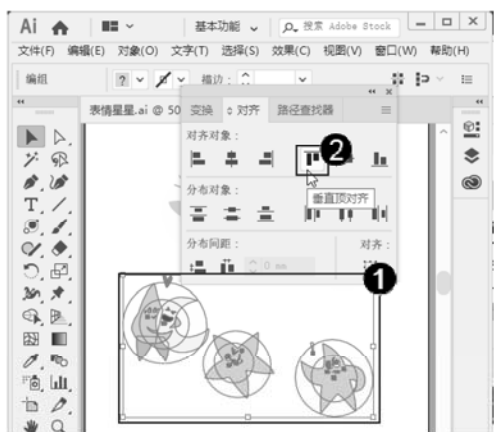 Ai 基本功能 搜索 Adobe Stock
文件(F) 编辑(E) 对象(O) 文字(T) 选择(S) 效果(C) 视图(V) 窗口(W) 帮助(H)
编组 ? 描边:
表情星星.ai @ 50 变换 对齐 路径查找器
对齐对象:
2
垂直顶对齐
分布对象:
分布间距: 对齐:
0 mm
1